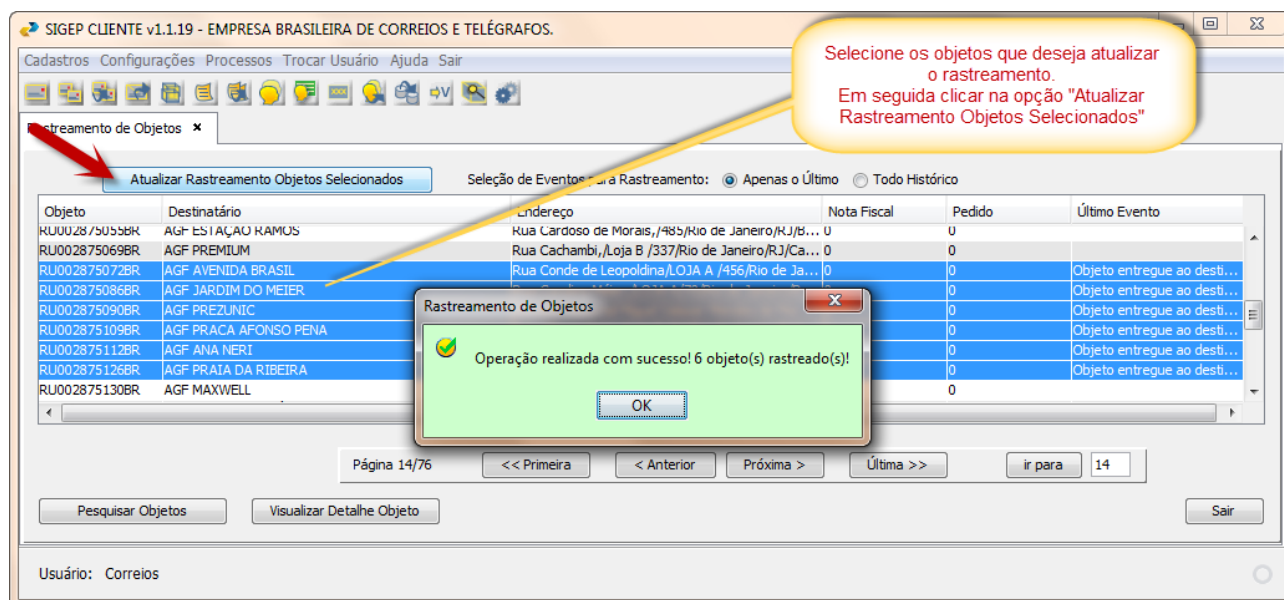 SIGEP CLIENTE v1.1.19 - EMPRESA BRASILEIRA DE CORREIOS E TELÉGRAFOS.
Cadastros Configurações Processos Trocar Usuário Ajuda Sair
Selecione os objetos que deseja atualizar
o rastreamento.
Em seguida clicar na opção "Atualizar
Rastreamento Objetos Selecionados"
Rastreamento de Objetos
Atualizar Rastreamento Objetos Selecionados Seleção de Eventos para Rastreamento: Apenas o Último Todo Histórico
Objeto Destinatário Endereço Nota Fiscal Pedido Último Evento
RU002875055BR AGF ESTAÇAO RAMOS Rua Cardoso de Morais,/485/Rio de Janeiro/RJ/B... 0 0
RU002875069BR AGF PREMIUM Rua Cachambi,/Loja B /337/Rio de Janeiro/RJ/Ca... 0 0
RU002875072BR AGF AVENIDA BRASIL Rua Conde de Leopoldina/LOJA A /456/Rio de Ja... 0 0 Objeto entregue ao desti...
RU002875086BR AGF JARDIM DO MEIER 0 Objeto entregue ao desti...
RU002875090BR AGF PREZUNIC 0 Objeto entregue ao desti...
RU002875109BR AGF PRACA AFONSO PENA 0 Objeto entregue ao desti...
RU002875112BR AGF ANA NERI 0 Objeto entregue ao desti...
RU002875126BR AGF PRAIA DA RIBEIRA 0 Objeto entregue ao desti...
RU002875130BR AGF MAXWELL 0
Rastreamento de Objetos
Operação realizada com sucesso! 6 objeto(s) rastreado(s)!
OK
Página 14/76 << Primeira < Anterior Próxima > Última >> ir para 14
Pesquisar Objetos Visualizar Detalhe Objeto Sair
Usuário: Correios